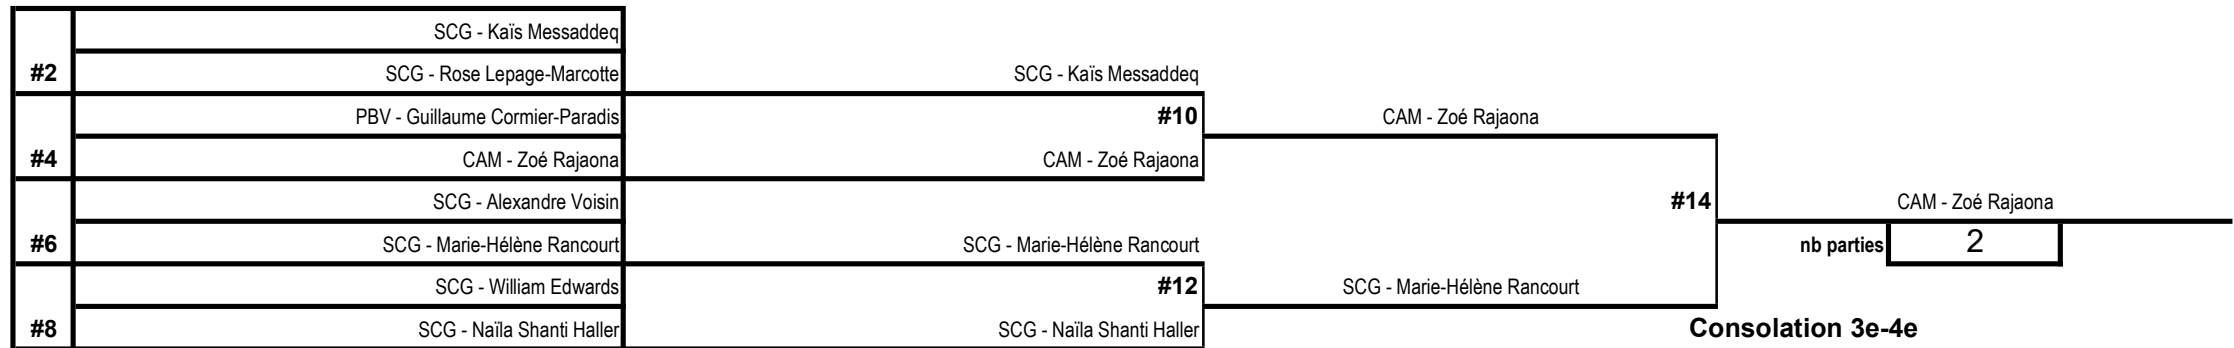 SCG - Kaïs Messaddeq
#2 SCG - Rose Lepage-Marcotte SCG - Kaïs Messaddeq
PBV - Guillaume Cormier-Paradis #10 CAM - Zoé Rajaona
#4 CAM - Zoé Rajaona CAM - Zoé Rajaona
SCG - Alexandre Voisin #14 CAM - Zoé Rajaona
#6 SCG - Marie-Hélène Rancourt SCG - Marie-Hélène Rancourt nb parties 2
SCG - William Edwards #12 SCG - Marie-Hélène Rancourt
#8 SCG - Naïla Shanti Haller SCG - Naïla Shanti Haller Consolation 3e-4e